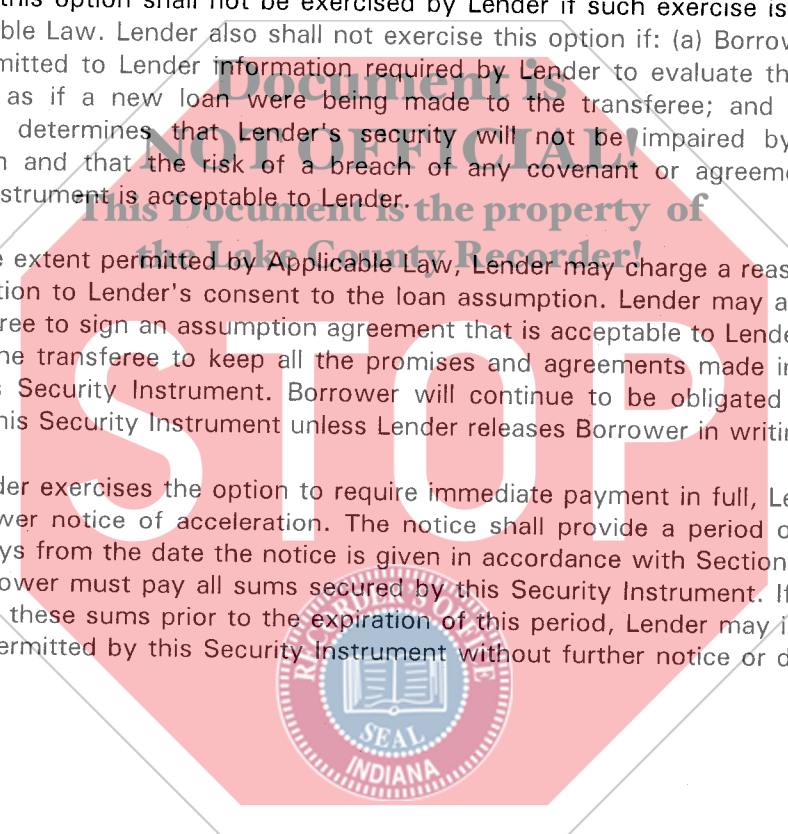 this option shall not be exercised by Lender if such exercise is
ble Law. Lender also shall not exercise this option if: (a) Borrow
mitted to Lender information required by Lender to evaluate th
as if a new loan were being made to the transferee; and
determines that Lender's security will not be impaired by
n and that the risk of a breach of any covenant or agreeme
strument is acceptable to Lender.
Document is
NOT OFFICIAL!
This Document is the property of
the Lake County Recorder!
e extent permitted by Applicable Law, Lender may charge a reas
tion to Lender's consent to the loan assumption. Lender may a
ree to sign an assumption agreement that is acceptable to Lende
he transferee to keep all the promises and agreements made in
s Security Instrument. Borrower will continue to be obligated
his Security Instrument unless Lender releases Borrower in writin
STOP
der exercises the option to require immediate payment in full, Le
wer notice of acceleration. The notice shall provide a period o
ys from the date the notice is given in accordance with Section
ower must pay all sums secured by this Security Instrument. If
these sums prior to the expiration of this period, Lender may i
ermitted by this Security Instrument without further notice or d
RECORDER'S OFFICE
SEAL
INDIANA